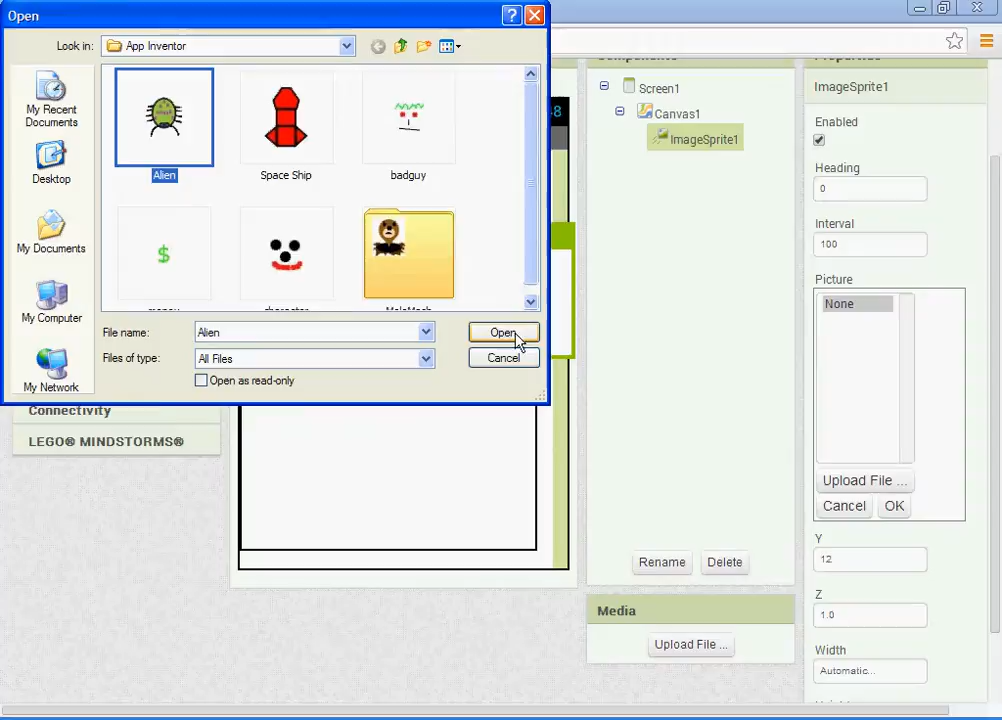 Open
Look in:
App Inventor
My Recent
Documents
Desktop
My Documents
My Computer
My Network
Alien
Space Ship
badguy
$
File name:
Alien
Open
Files of type:
All Files
Cancel
Open as read-only
Connectivity
LEGO® MINDSTORMS®
Screen1
Canvas1
ImageSprite1
Rename
Delete
Media
Upload File ...
Properties
ImageSprite1
Enabled
Heading
0
Interval
100
Picture
None
Upload File ...
Cancel
OK
Y
12
Z
1.0
Width
Automatic...